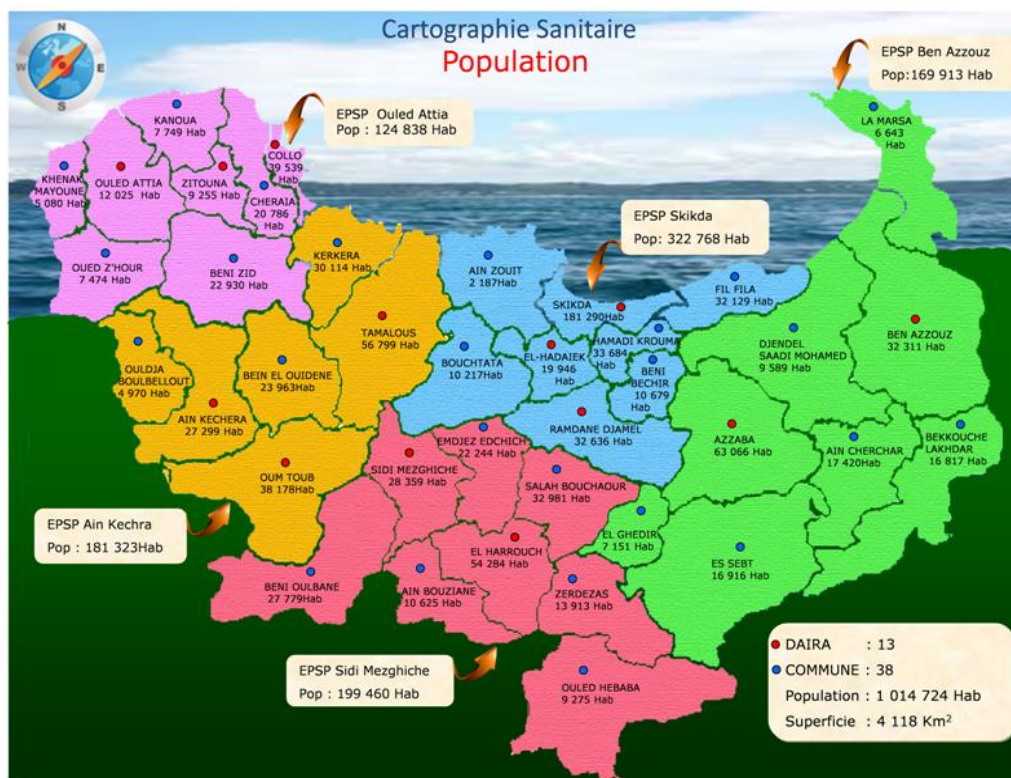 Cartographie Sanitaire
Population
N
W
E
S
EPSP Ben Azzouz
Pop:169 913 Hab
EPSP Ouled Attia
Pop : 124 838 Hab
KANOUA
7 749 Hab
LA MARSA
6 643
Hab
COLLO
39 539
Hab
KHENAK
MAYOUNE
5 080 Hab
OULED ATTIA
12 025 Hab
ZITOUNA
9 255 Hab
CHERAIA
20 786
Hab
EPSP Skikda
Pop: 322 768 Hab
OUED Z'HOUR
7 474 Hab
BENI ZID
22 930 Hab
KERKERA
30 114 Hab
AIN ZOUIT
2 187Hab
SKIKDA
181 290Hab
FIL FILA
32 129 Hab
TAMALOUS
56 799 Hab
HAMADI KROUMA
33 684
Hab
DJENDEL
SAADI MOHAMED
9 589 Hab
BEN AZZOUZ
32 311 Hab
OULDJA
BOULBELLOUT
4 970 Hab
BEIN EL OUIDENE
23 963Hab
BOUCHTATA
10 217Hab
EL-HADAIEK
19 946
Hab
BENI
BECHIR
10 679
Hab
AIN KECHERA
27 299 Hab
RAMDANE DJAMEL
32 636 Hab
AZZABA
63 066 Hab
AIN CHERCHAR
17 420Hab
BEKKOUCHE
LAKHDAR
16 817 Hab
EMDJEZ EDCHICH
22 244 Hab
SIDI MEZGHICHE
28 359 Hab
OUM TOUB
38 178Hab
SALAH BOUCHAOUR
32 981 Hab
EL GHEDIR
7 151 Hab
ES SEBT
16 916 Hab
EPSP Ain Kechra
Pop : 181 323Hab
EL HARROUCH
54 284 Hab
BENI OULBANE
27 779Hab
AIN BOUZIANE
10 625 Hab
ZERDEZAS
13 913 Hab
EPSP Sidi Mezghiche
Pop : 199 460 Hab
OULED HEBABA
9 275 Hab
DAIRA : 13
COMMUNE : 38
Population : 1 014 724 Hab
Superficie : 4 118 Km²